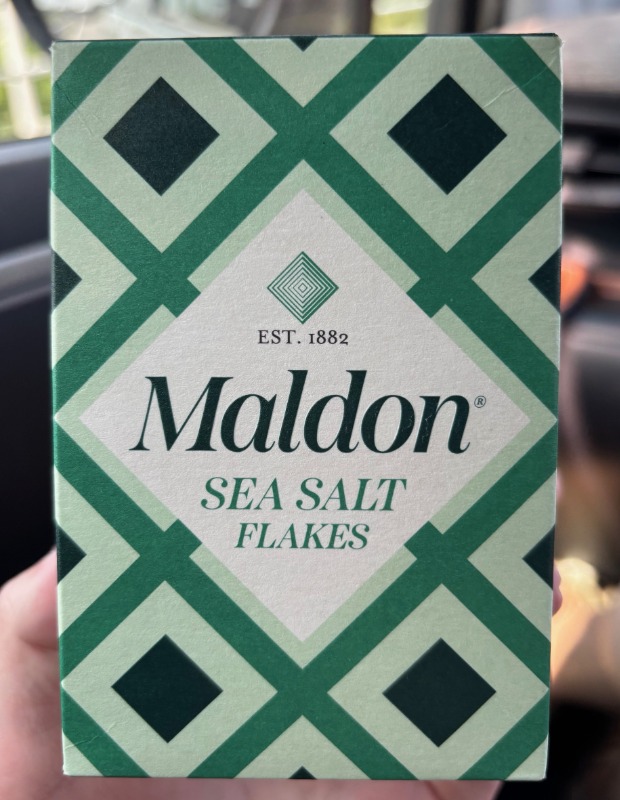 EST. 1882
Maldon®
SEA SALT
FLAKES